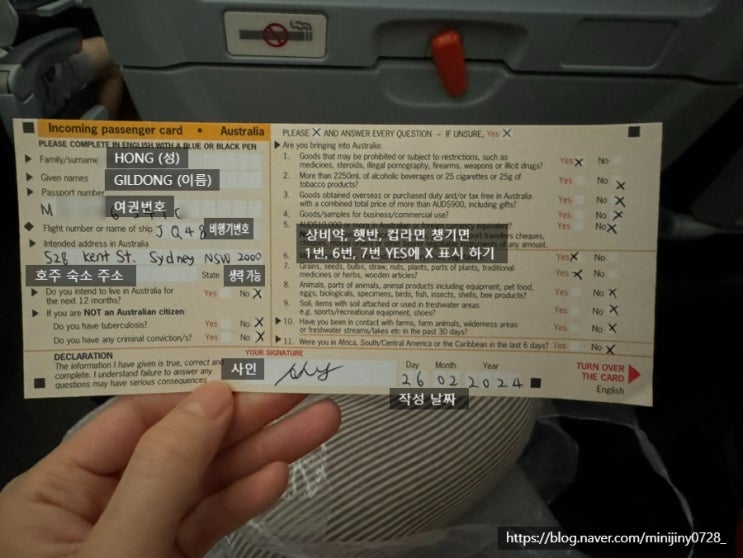 Incoming passenger card • Australia
PLEASE COMPLETE IN ENGLISH WITH A BLUE OR BLACK PEN
Family/surname HONG (성)
Given names GILDONG (이름)
Passport number
M 여권번호
Flight number or name of ship JQ48 비행기번호
Intended address in Australia
528 Kent St. Sydney NSW 2000
호주 숙소 주소 State 생략 가능
Do you intend to live in Australia for
the next 12 months? Yes No X
If you are NOT an Australian citizen:
Do you have tuberculosis? Yes No X
Do you have any criminal conviction/s? Yes No X
DECLARATION
The information I have given is true, correct and
complete. I understand failure to answer any
questions may have serious consequences.
YOUR SIGNATURE
사인
Day Month Year
26 02 2024
작성 날짜
PLEASE X AND ANSWER EVERY QUESTION – IF UNSURE, Yes X
Are you bringing into Australia:
1. Goods that may be prohibited or subject to restrictions, such as
medicines, steroids, illegal pornography, firearms, weapons or illicit drugs? Yes X No
2. More than 2250mL of alcoholic beverages or 25 cigarettes or 25g of
tobacco products? Yes No X
3. Goods obtained overseas or purchased duty and/or tax free in Australia
with a combined total price of more than AUD$900, including gifts? Yes No X
4. Goods/samples for business/commercial use? Yes No X
5. AUD$10,000 or more in Australian or foreign currency equivalent? Yes No X
상비약, 햇반, 컵라면 챙기면
1번, 6번, 7번 YES에 X 표시 하기
6. Yes X No
7. Grains, seeds, bulbs, straw, nuts, plants, parts of plants, traditional
medicines or herbs, wooden articles? Yes X No
8. Animals, parts of animals, animal products including equipment, pet food,
eggs, biologicals, specimens, birds, fish, insects, shells, bee products? Yes No X
9. Soil, items with soil attached or used in freshwater areas
e.g. sports/recreational equipment, shoes? Yes No X
10. Have you been in contact with farms, farm animals, wilderness areas
or freshwater streams/lakes etc in the past 30 days? Yes No X
11. Were you in Africa, South/Central America or the Caribbean in the last 6 days? Yes No X
TURN OVER
THE CARD
English
https://blog.naver.com/minijiny0728_